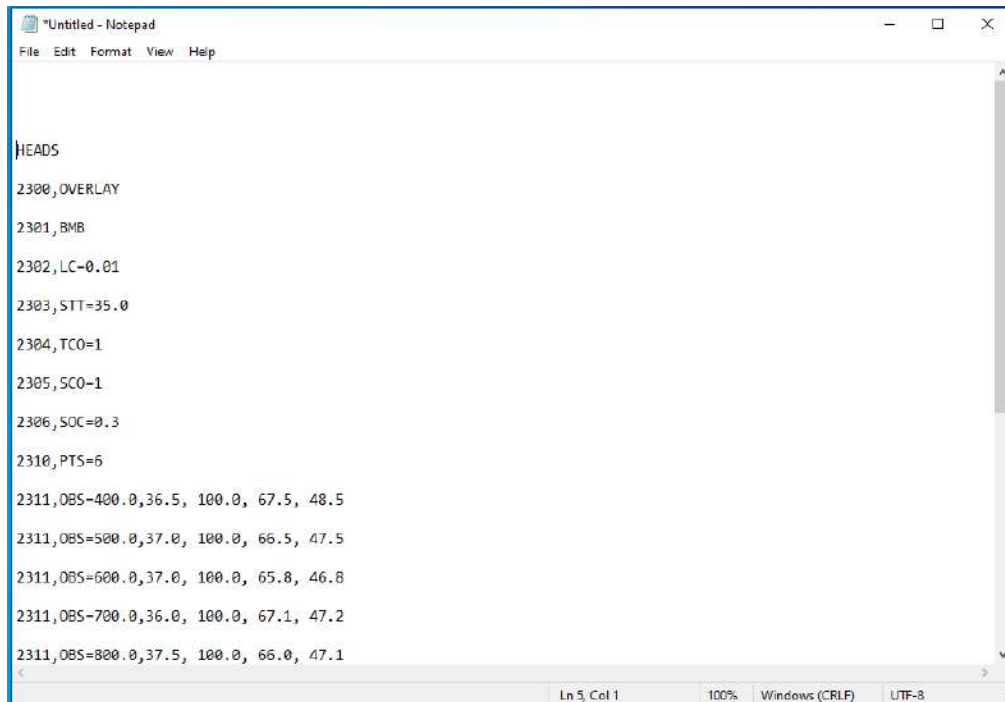 *Untitled - Notepad
File Edit Format View Help
HEADS
2300,OVERLAY
2301,BMB
2302,LC=0.01
2303,STT=35.0
2304,TCO=1
2305,SCO=1
2306,SOC=0.3
2310,PTS=6
2311,OBS=400.0,36.5, 100.0, 67.5, 48.5
2311,OBS=500.0,37.0, 100.0, 66.5, 47.5
2311,OBS=600.0,37.0, 100.0, 65.8, 46.8
2311,OBS=700.0,36.0, 100.0, 67.1, 47.2
2311,OBS=800.0,37.5, 100.0, 66.0, 47.1
Ln 5, Col 1 100% Windows (CRLF) UTF-8